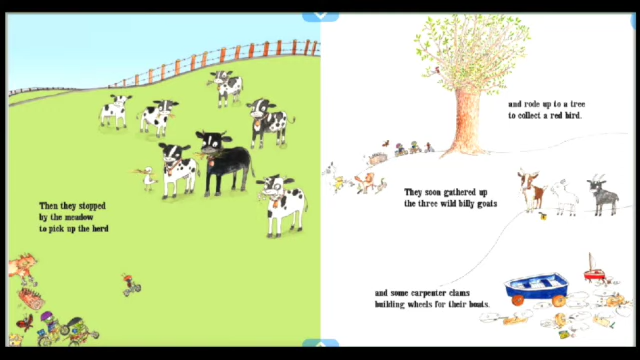 Then they stopped
by the meadow
to pick up the herd
and rode up to a tree
to collect a red bird.
They soon gathered up
the three wild billy goats
and some carpenter clams
building wheels for their boats.